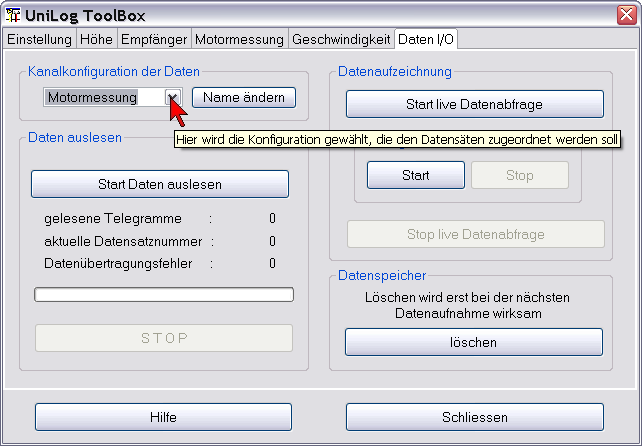 UniLog ToolBox
Einstellung Höhe Empfänger Motormessung Geschwindigkeit Daten I/O
Kanalkonfiguration der Daten
Motormessung
Name ändern
Daten auslesen
Start Daten auslesen
gelesene Telegramme : 0
aktuelle Datensatznummer : 0
Datenübertragungsfehler : 0
STOP
Datenaufzeichnung
Start live Datenabfrage
Hier wird die Konfiguration gewählt, die den Datensäten zugeordnet werden soll
Start Stop
Stop live Datenabfrage
Datenspeicher
Löschen wird erst bei der nächsten
Datenaufnahme wirksam
löschen
Hilfe
Schliessen